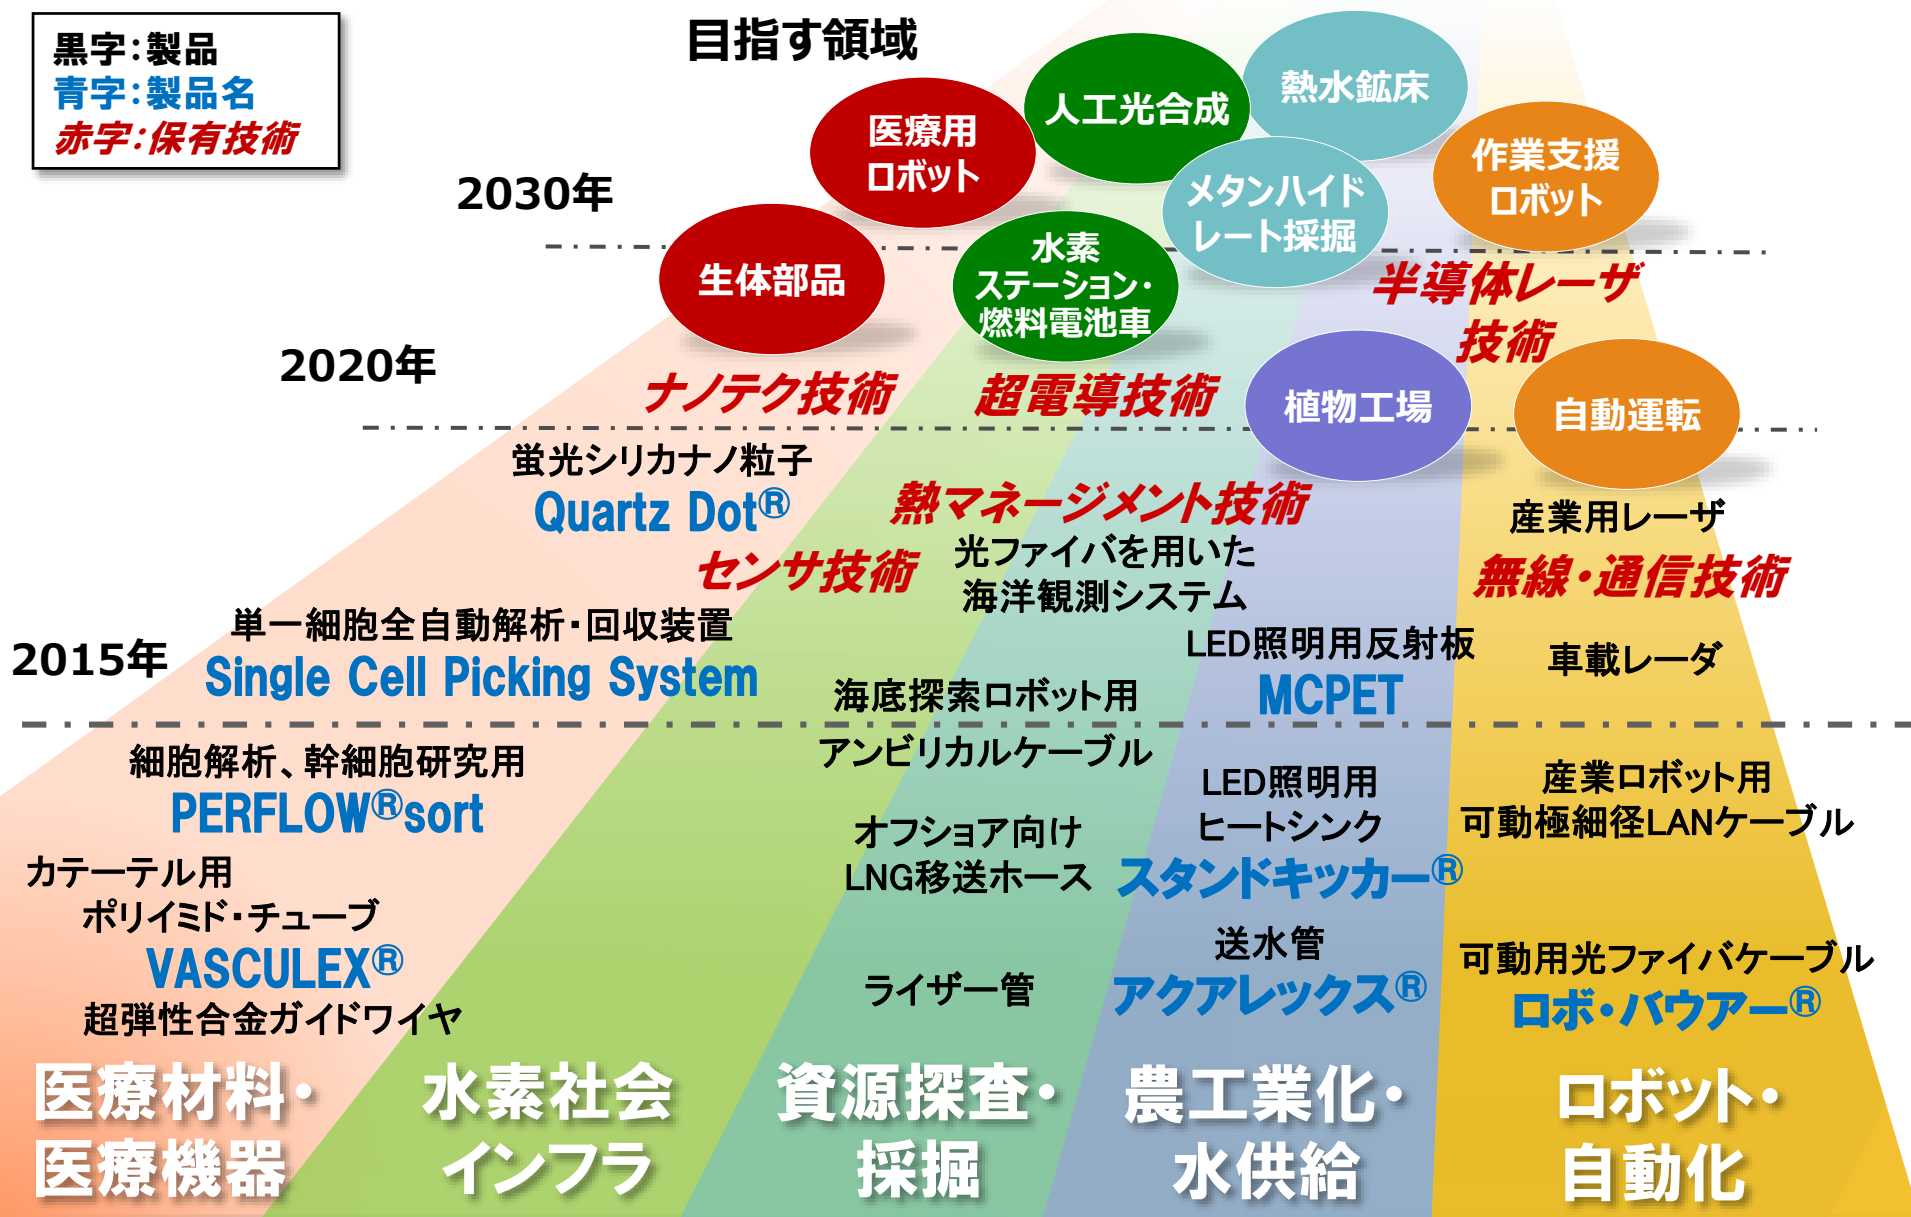 黒字：製品
青字：製品名
赤字：保有技術
目指す領域
2030年
2020年
2015年
医療用
ロボット
人工光合成
熱水鉱床
作業支援
ロボット
メタンハイド
レート採掘
生体部品
水素
ステーション・
燃料電池車
半導体レーザ
技術
植物工場
自動運転
ナノテク技術
超電導技術
蛍光シリカナノ粒子
Quartz Dot®
熱マネージメント技術
センサ技術
光ファイバを用いた
海洋観測システム
産業用レーザ
無線・通信技術
単一細胞全自動解析・回収装置
Single Cell Picking System
海底探索ロボット用
アンビリカルケーブル
LED照明用反射板
MCPET
車載レーダ
細胞解析、幹細胞研究用
PERFLOW®sort
カテーテル用
ポリイミド・チューブ
VASCULEX®
超弾性合金ガイドワイヤ
オフショア向け
LNG移送ホース
ライザー管
LED照明用
ヒートシンク
スタンドキッカー®
送水管
アクアレックス®
産業ロボット用
可動極細径LANケーブル
可動用光ファイバケーブル
ロボ・バウアー®
医療材料・
医療機器
水素社会
インフラ
資源探査・
採掘
農工業化・
水供給
ロボット・
自動化